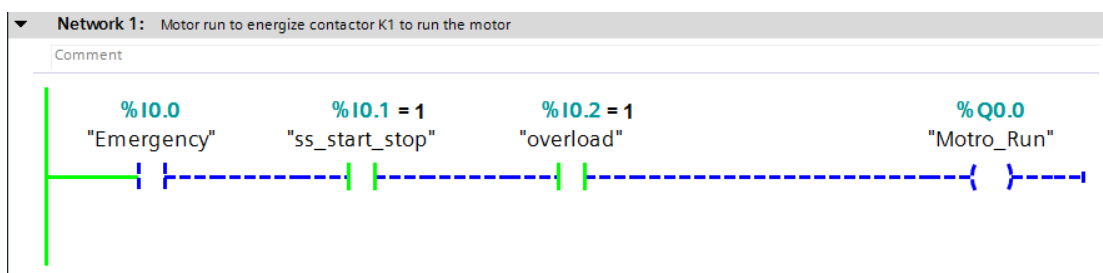 Network 1: Motor run to energize contactor K1 to run the motor
Comment
%I0.0 %I0.1 = 1 %I0.2 = 1 %Q0.0
"Emergency" "ss_start_stop" "overload" "Motro_Run"